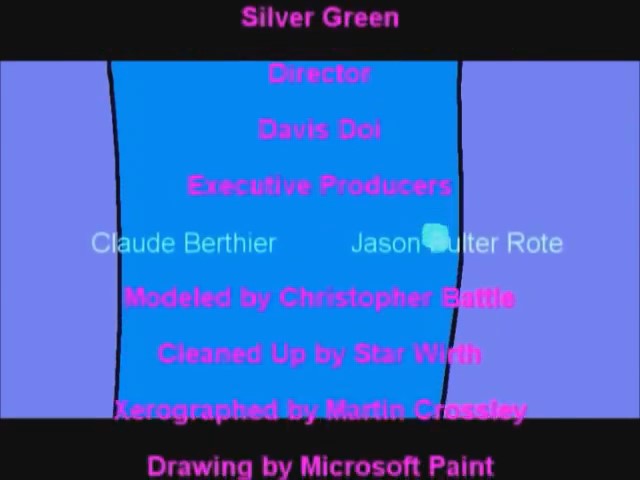 Silver Green
Director
Davis Doi
Executive Producers
Claude Berthier Jason Bulter Rote
Modeled by Christopher Battle
Cleaned Up by Star Wirth
Xerographed by Martin Crossley
Drawing by Microsoft Paint